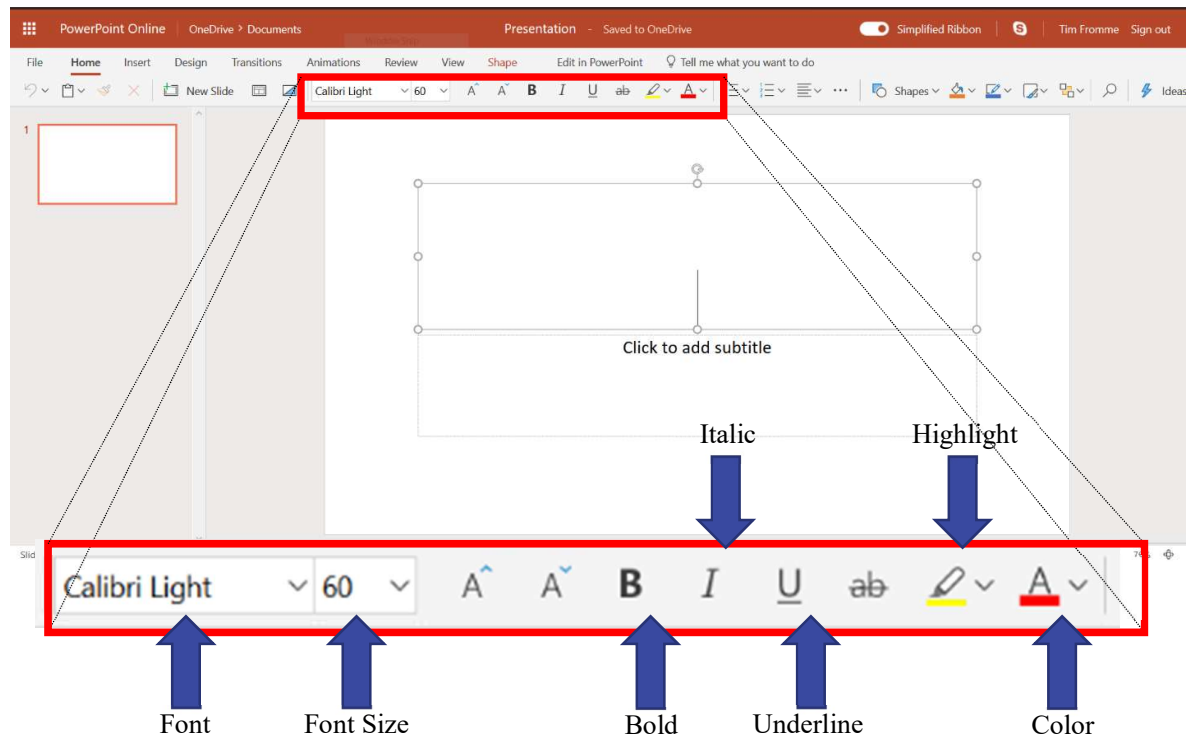 PowerPoint Online OneDrive > Documents Presentation - Saved to OneDrive Simplified Ribbon Tim Fromme Sign out
File Home Insert Design Transitions Animations Review View Shape Edit in PowerPoint Tell me what you want to do
New Slide Calibri Light 60 A A B I U ab A Shapes Ideas
1
Click to add subtitle
Italic Highlight
Slid
Calibri Light 60 A A B I U ab A
Font Font Size Bold Underline Color